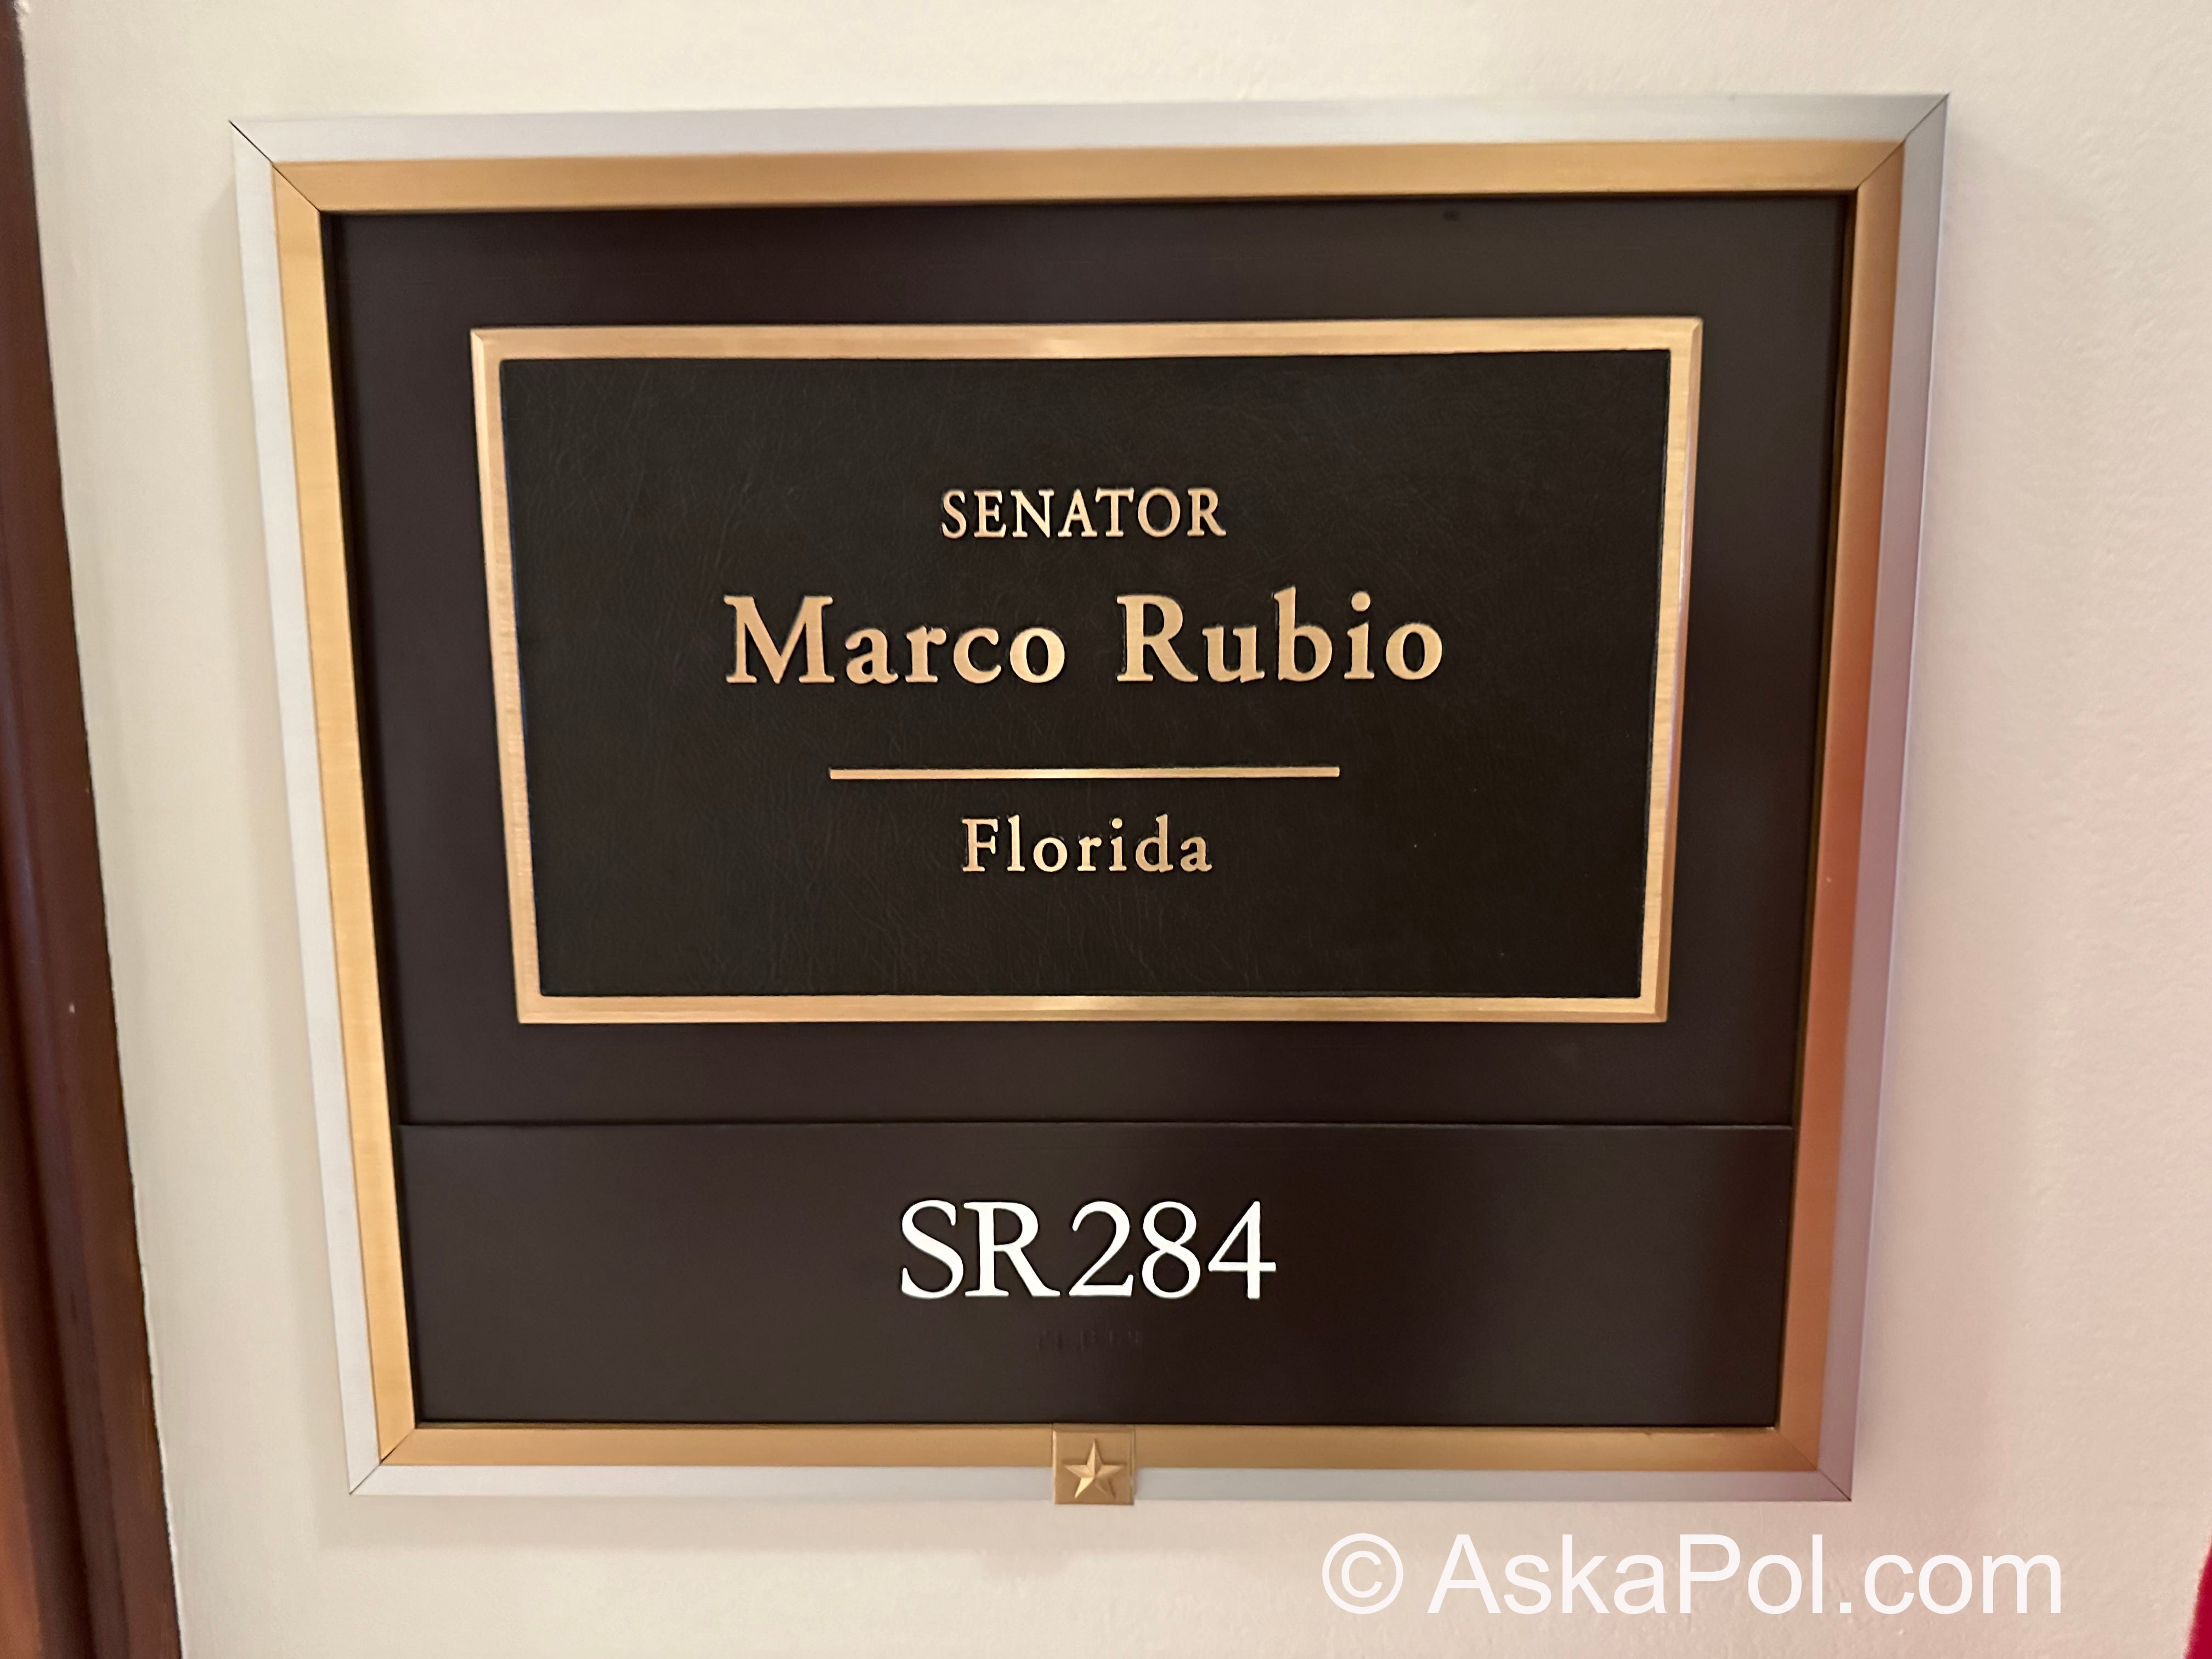 SENATOR
Marco Rubio
Florida
SR284
© AskaPol.com